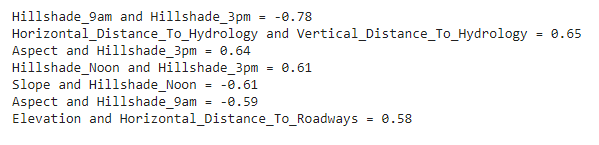 Hillshade_9am and Hillshade_3pm = -0.78
Horizontal_Distance_To_Hydrology and Vertical_Distance_To_Hydrology = 0.65
Aspect and Hillshade_3pm = 0.64
Hillshade_Noon and Hillshade_3pm = 0.61
Slope and Hillshade_Noon = -0.61
Aspect and Hillshade_9am = -0.59
Elevation and Horizontal_Distance_To_Roadways = 0.58